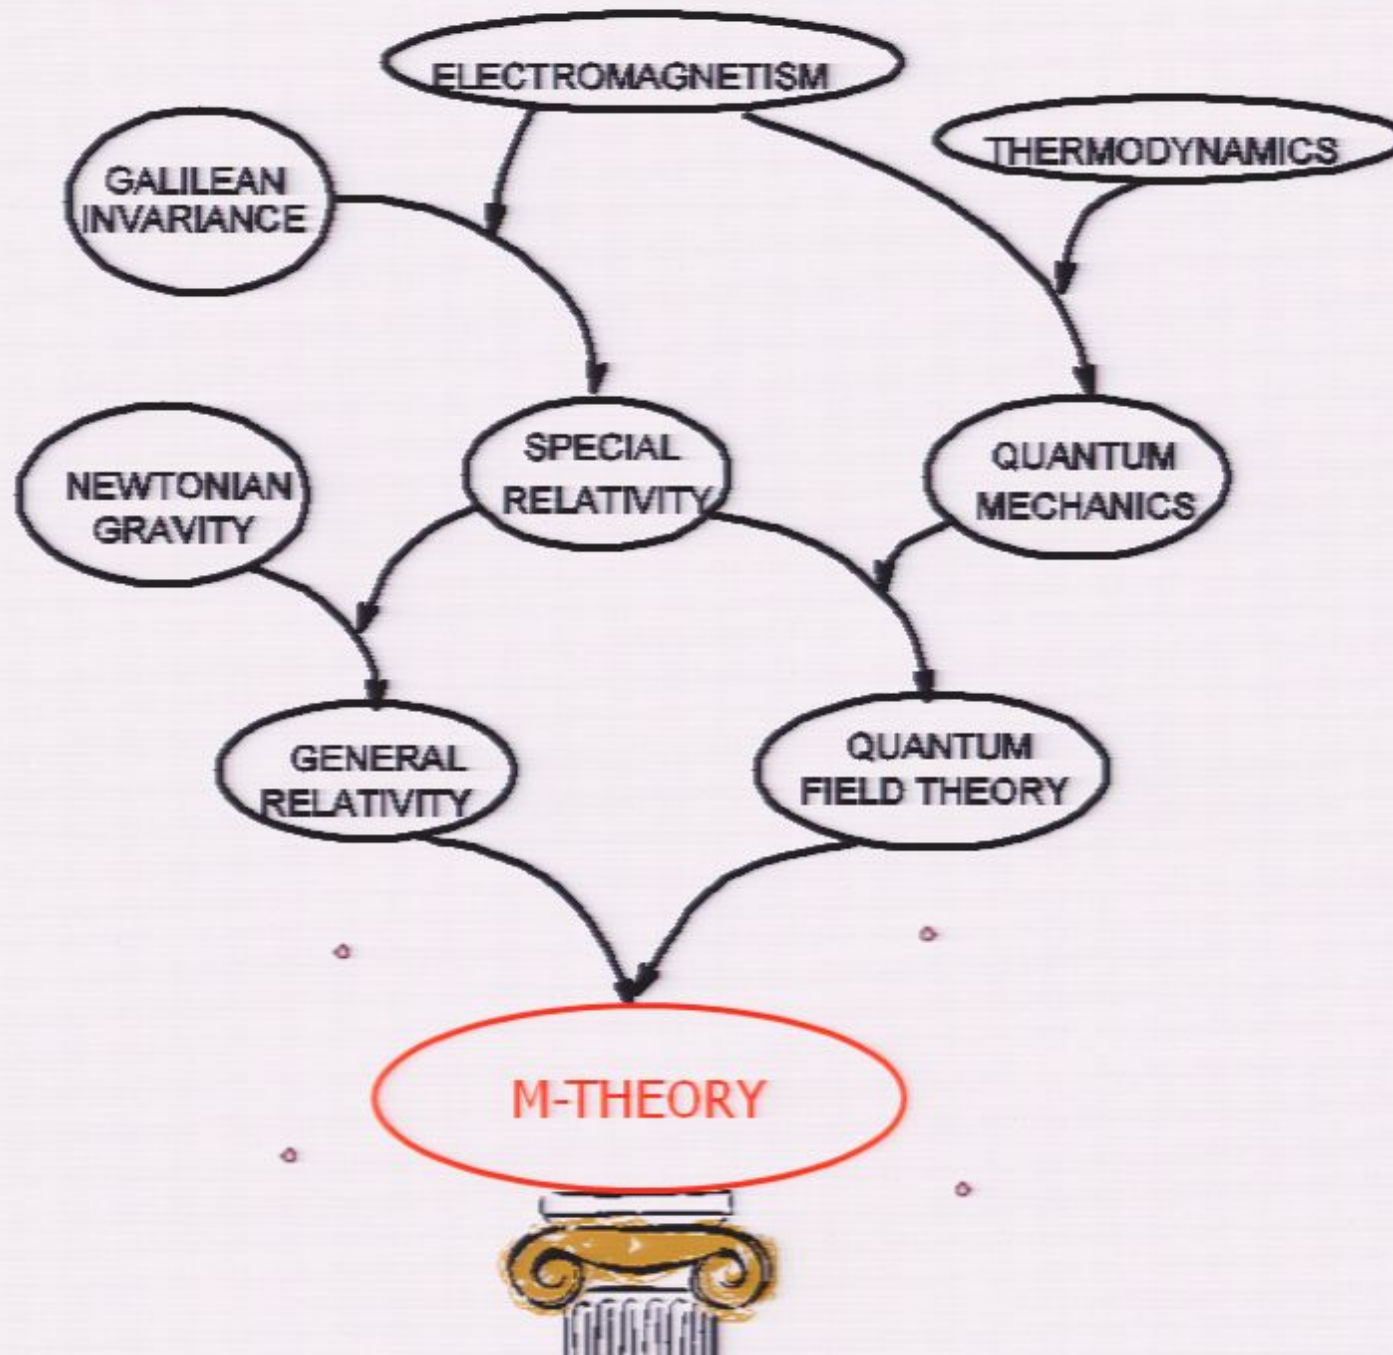 ELECTROMAGNETISM
THERMODYNAMICS
GALILEAN
INVARIANCE
NEWTONIAN
GRAVITY
SPECIAL
RELATIVITY
QUANTUM
MECHANICS
GENERAL
RELATIVITY
QUANTUM
FIELD THEORY
M-THEORY